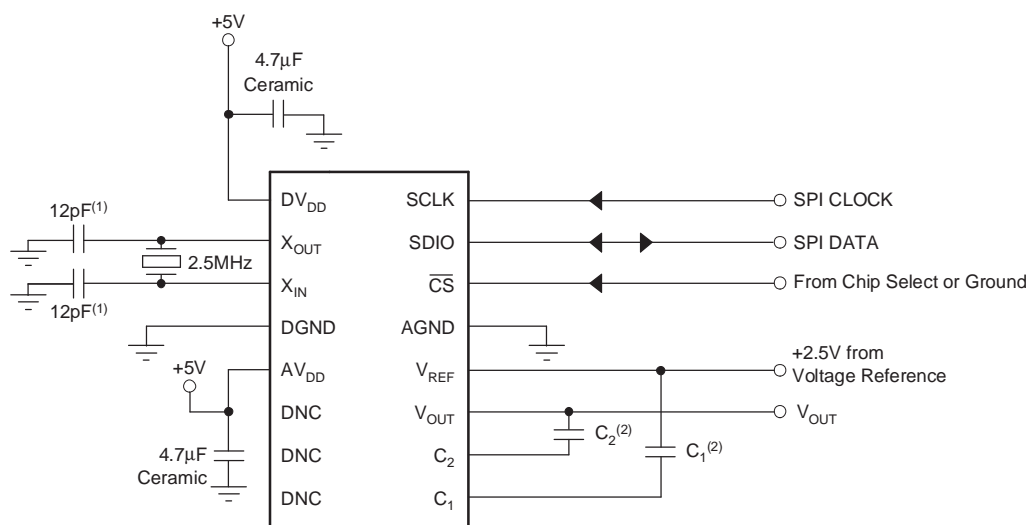 +5V
4.7μF
Ceramic
DV_DD
SCLK
SPI CLOCK
12pF(1)
X_OUT
SDIO
SPI DATA
2.5MHz
X_IN
CS
From Chip Select or Ground
12pF(1)
DGND
AGND
+5V
AV_DD
V_REF
+2.5V from
Voltage Reference
DNC
V_OUT
V_OUT
C_2(2)
C_1(2)
4.7μF
Ceramic
DNC
C_2
DNC
C_1